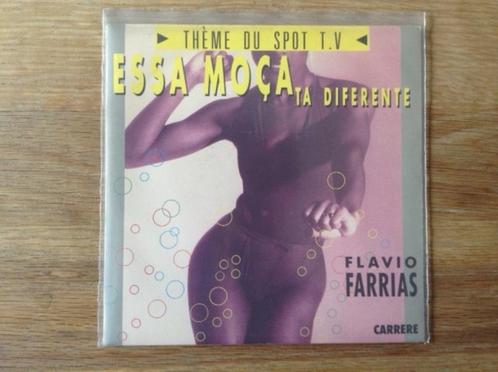 THÈME DU SPOT T.V
ESSA MOÇA
TA DIFERENTE
FLAVIO
FARRIAS
CARRERE